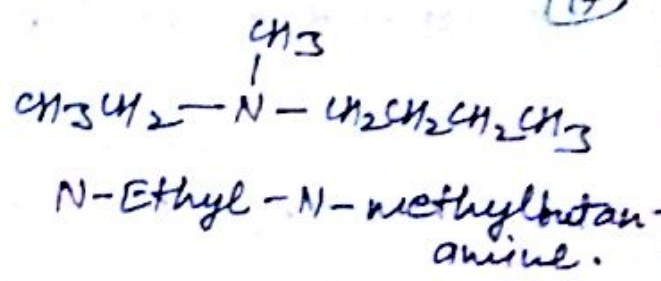 CH3
CH3CH2-N-CH2CH2CH2CH3
N-Ethyl-N-methylbutan-
amine.